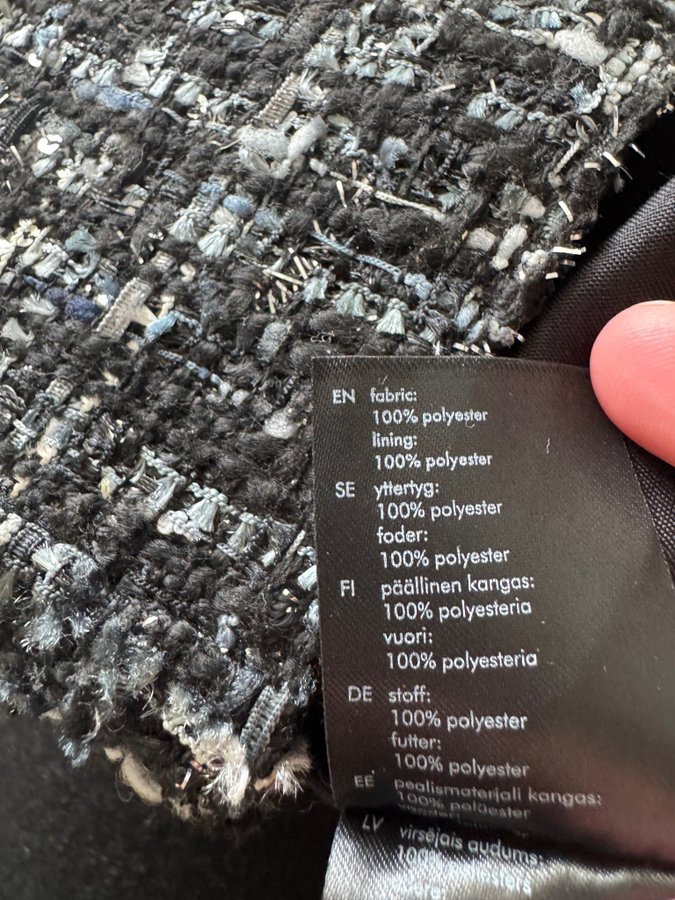 EN fabric:
100% polyester
lining:
100% polyester
SE yttertyg:
100% polyester
foder:
100% polyester
FI päällinen kangas:
100% polyesteria
vuori:
100% polyesteria
DE stoff:
100% polyester
futter:
100% polyester
EE pealismaterjali kangas:
100% polüester
LV virsējais audums: